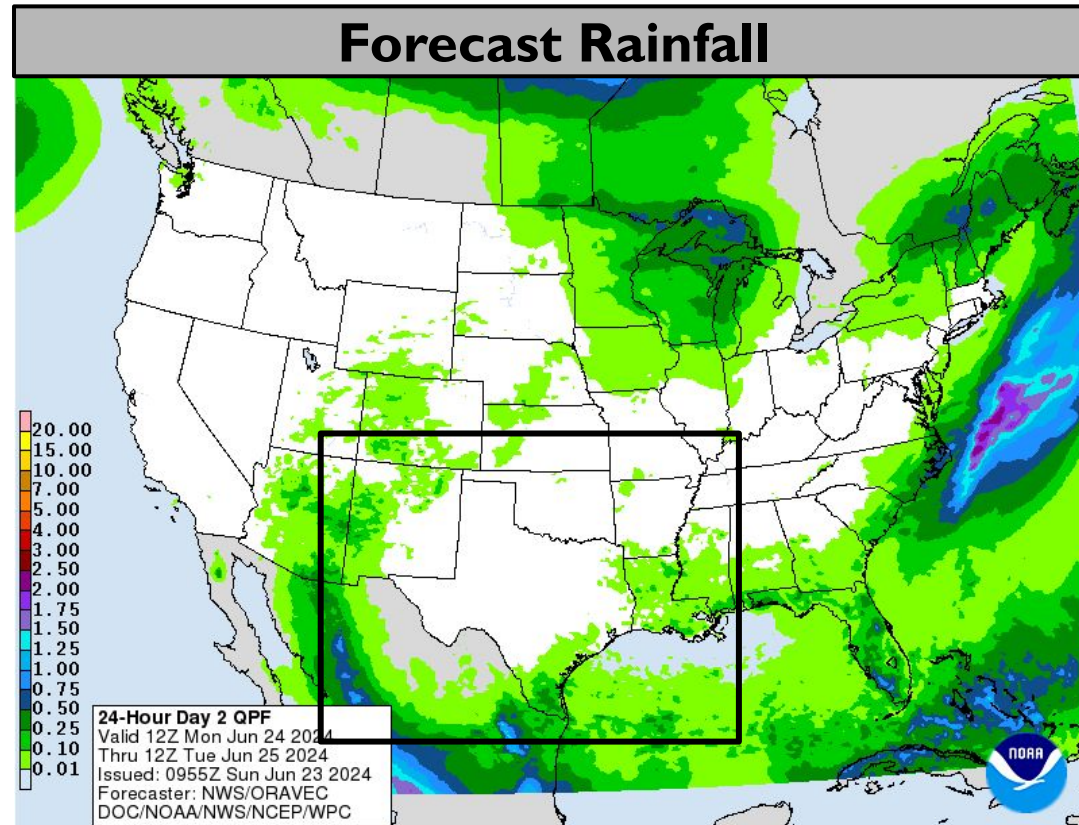 Forecast Rainfall
20.00
15.00
10.00
7.00
5.00
4.00
3.00
2.50
2.00
1.75
1.50
1.25
1.00
0.75
0.50
0.25
0.10
0.01
24-Hour Day 2 QPF
Valid 12Z Mon Jun 24 2024
Thru 12Z Tue Jun 25 2024
Issued: 0955Z Sun Jun 23 2024
Forecaster: NWS/ORAVEC
DOC/NOAA/NWS/NCEP/WPC
NOAA